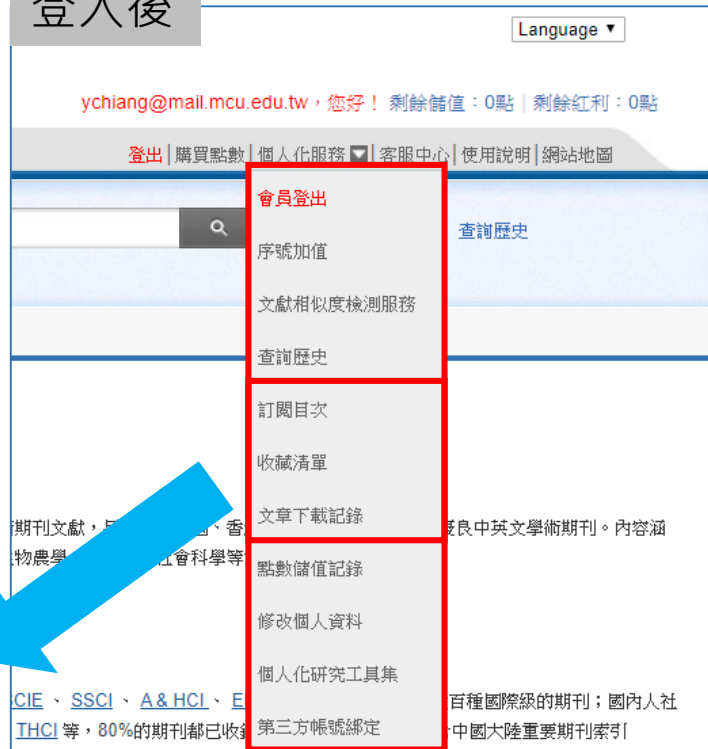 登入後
Language ▼
ychiang@mail.mcu.edu.tw，您好！ 剩餘儲值：0點 | 剩餘紅利：0點
登出 | 購買點數 | 個人化服務 | 客服中心 | 使用說明 | 網站地圖
會員登出
查詢歷史
序號加值
文獻相似度檢測服務
查詢歷史
訂閱目次
收藏清單
文章下載記錄
期刊文獻，
、香
良中英文學術期刊。內容涵
物農學
社會科學等
點數儲值記錄
修改個人資料
個人化研究工具集
CIE 、 SSCI 、 A & HCI 、 E
百種國際級的期刊；國內人社
第三方帳號綁定
THCI 等，80%的期刊都已收
中國大陸重要期刊索引